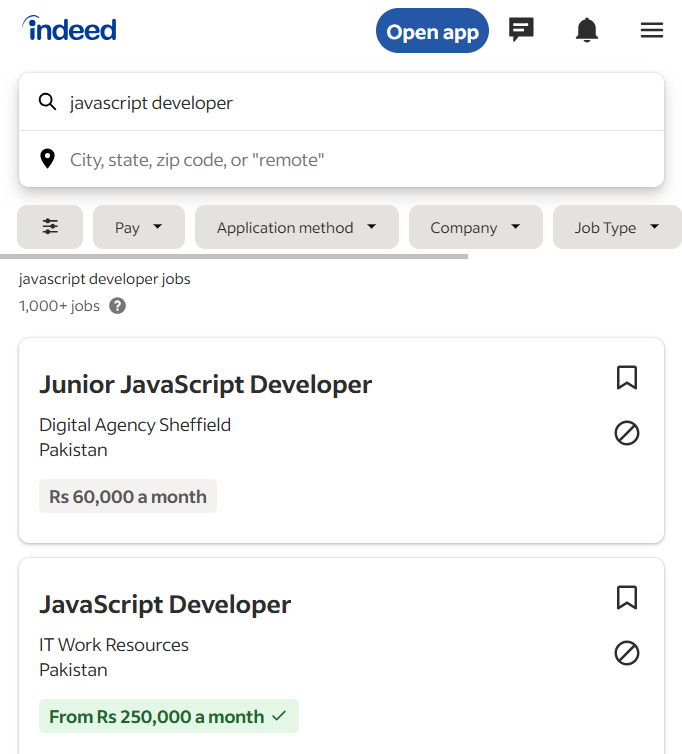 indeed
Open app
javascript developer
City, state, zip code, or "remote"
Pay
Application method
Company
Job Type
javascript developer jobs
1,000+ jobs ?
Junior JavaScript Developer
Digital Agency Sheffield
Pakistan
Rs 60,000 a month
JavaScript Developer
IT Work Resources
Pakistan
From Rs 250,000 a month